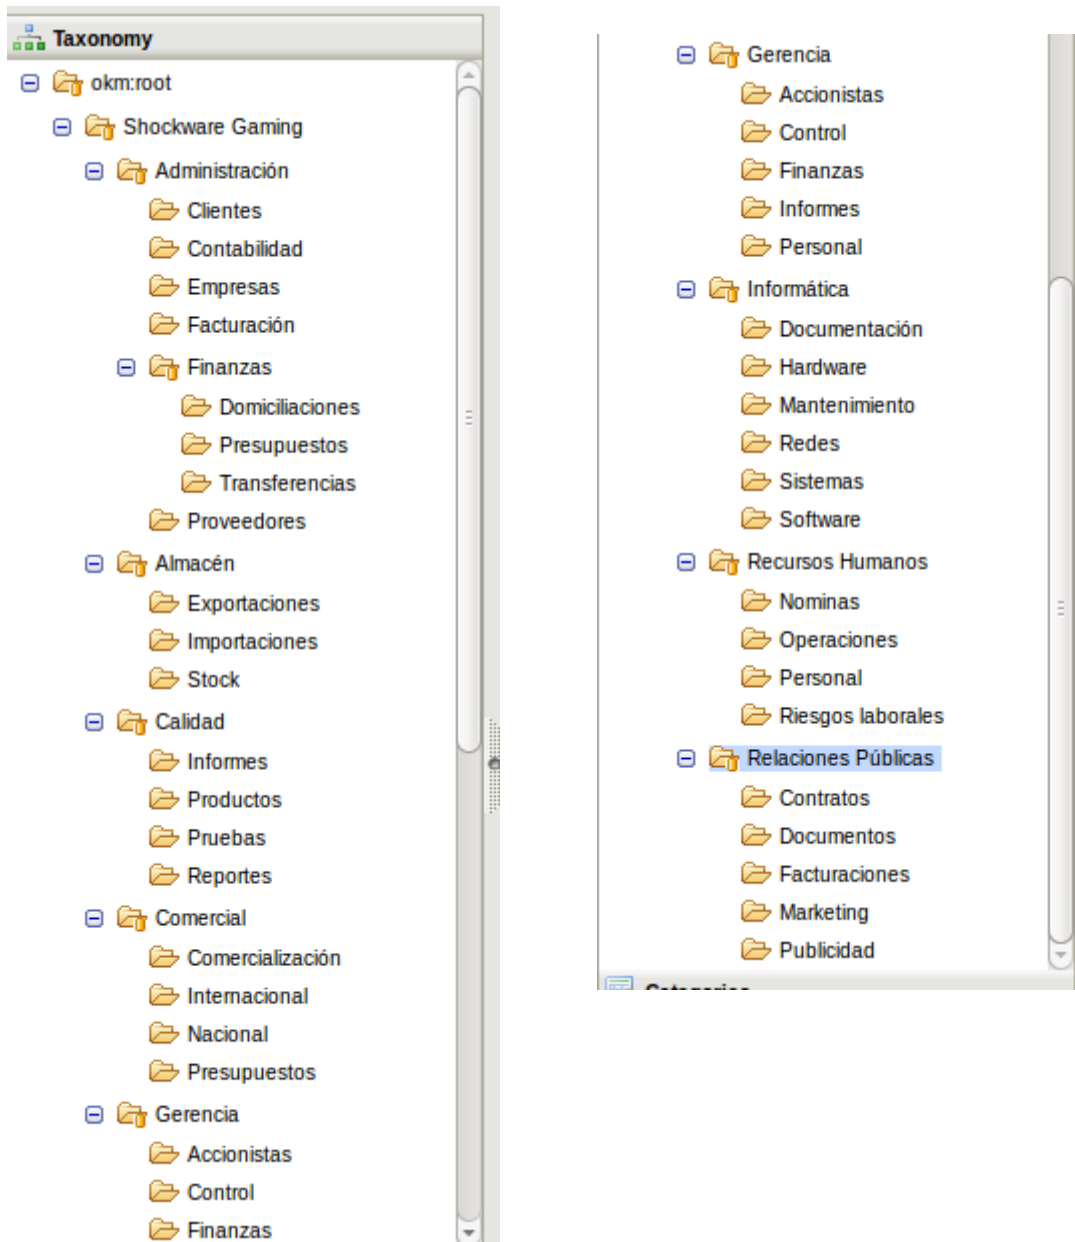 Taxonomy
okm:root
Shockware Gaming
Administración
Clientes
Contabilidad
Empresas
Facturación
Finanzas
Domiciliaciones
Presupuestos
Transferencias
Proveedores
Almacén
Exportaciones
Importaciones
Stock
Calidad
Informes
Productos
Pruebas
Reportes
Comercial
Comercialización
Internacional
Nacional
Presupuestos
Gerencia
Accionistas
Control
Finanzas
Gerencia
Accionistas
Control
Finanzas
Informes
Personal
Informática
Documentación
Hardware
Mantenimiento
Redes
Sistemas
Software
Recursos Humanos
Nominas
Operaciones
Personal
Riesgos laborales
Relaciones Públicas
Contratos
Documentos
Facturaciones
Marketing
Publicidad